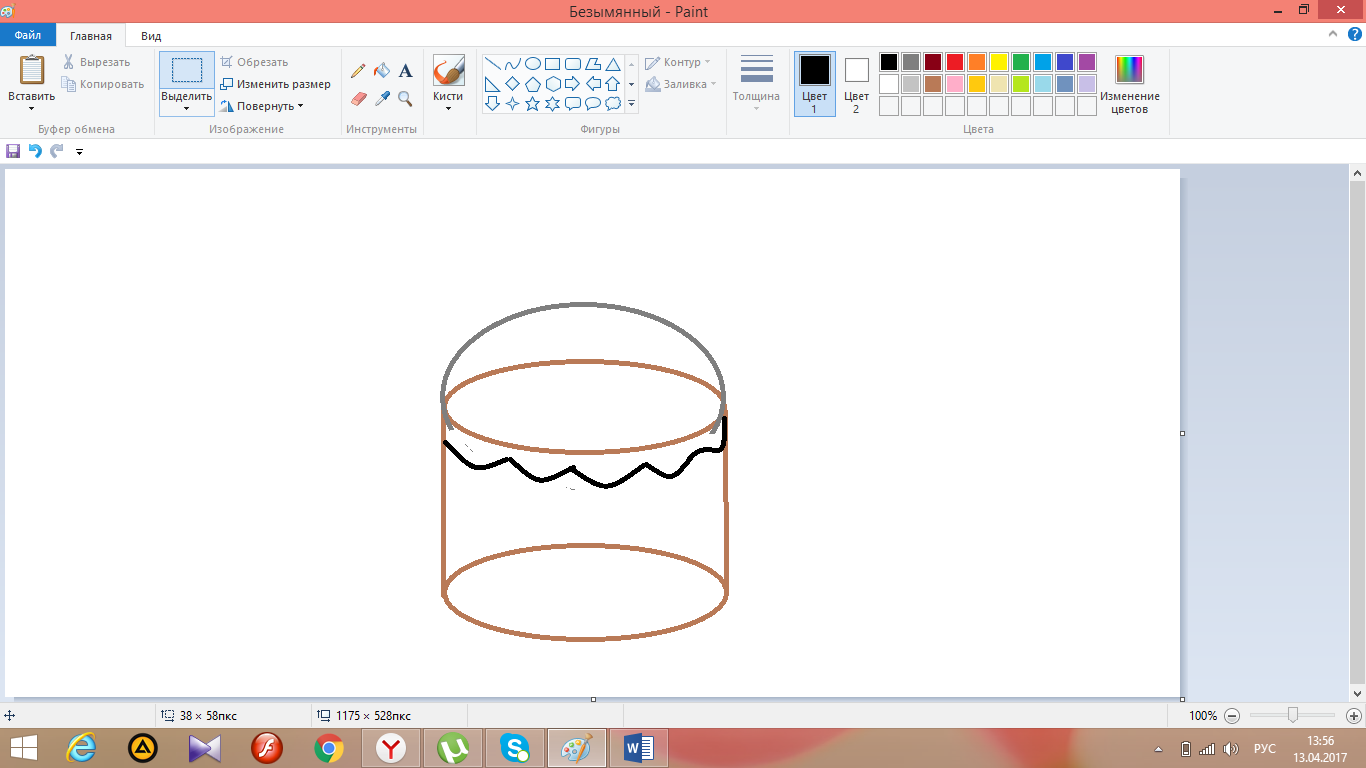 Безымянный - Paint
Файл Главная Вид
Вставить
Вырезать
Копировать
Буфер обмена
Выделить
Обрезать
Изменить размер
Повернуть
Изображение
A
Инструменты
Кисти
Контур
Заливка
Фигуры
Толщина
Цвет
1
Цвет
2
Изменение
цветов
Цвета
38 × 58пкс 1175 × 528пкс 100%
РУС 13:56
13.04.2017